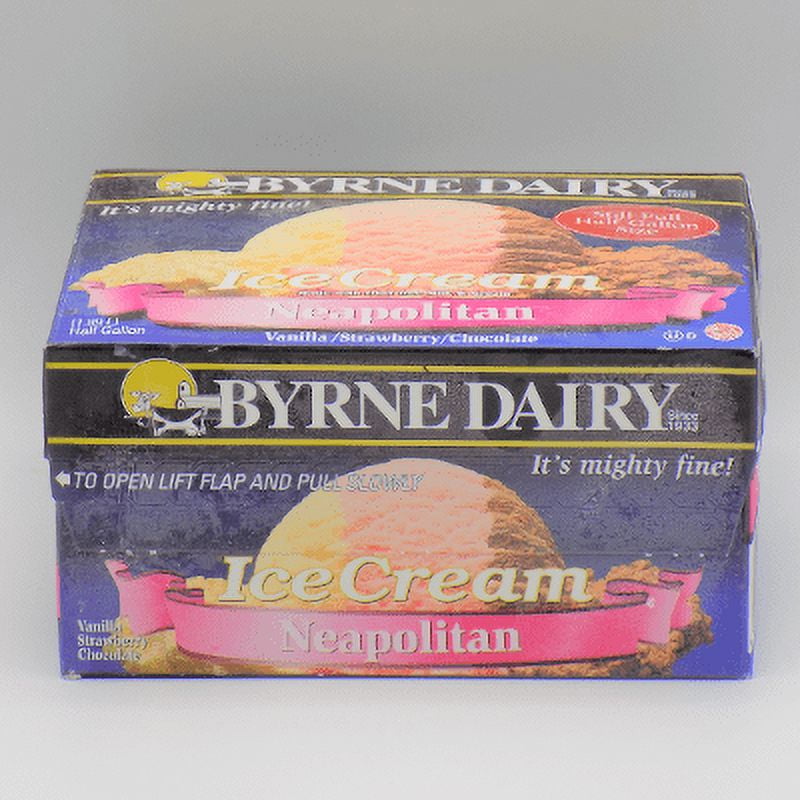 BYRNE DAIRY
It's mighty fine!
Still Full
Half Gallon
Size
Ice Cream
Neapolitan
Half Gallon
Vanilla/Strawberry/Chocolate
BYRNE DAIRY
Since
1933
It's mighty fine!
TO OPEN LIFT FLAP AND PULL SLOWLY
Ice Cream
Neapolitan
Vanilla
Strawberry
Chocolate